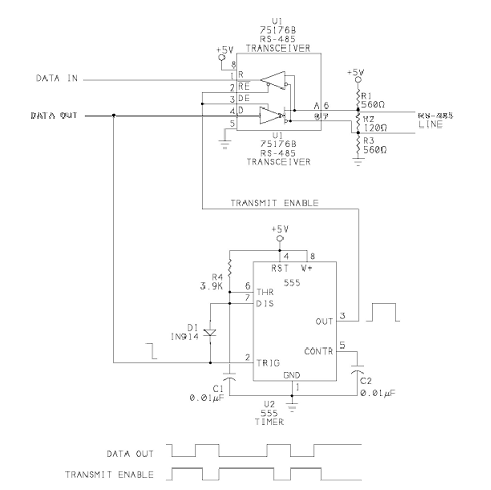 U1
75176B
RS-485
TRANSCEIVER
+5V
8
DATA IN
1
R
2
RE
3
DE
DATA OUT
4
D
5
A 6
B 7
+5V
R1
560Ω
R2
120Ω
R3
560Ω
RS-485
LINE
U1
75176B
RS-485
TRANSCEIVER
TRANSMIT ENABLE
+5V
4
8
RST
V+
555
R4
3.9K
6
THR
7
DIS
OUT
3
D1
IN914
CONTR
5
2
TRIG
GND
1
C1
0.01µF
C2
0.01µF
U2
555
TIMER
DATA OUT
TRANSMIT ENABLE